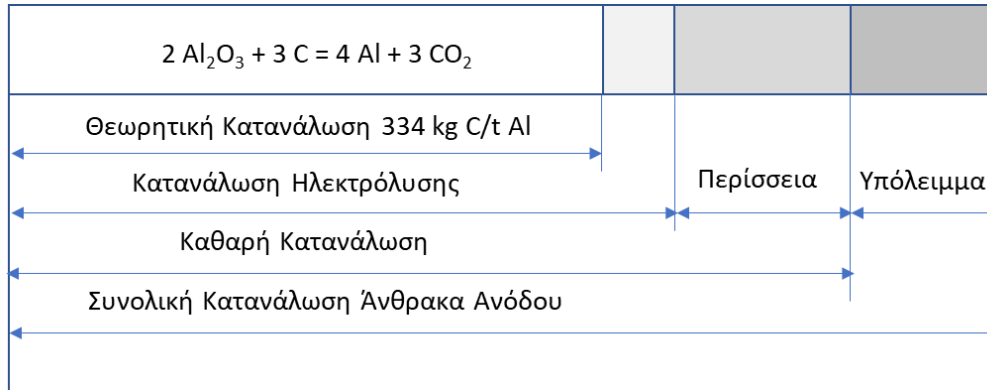 2 Al₂O₃ + 3 C = 4 Al + 3 CO₂
Θεωρητική Κατανάλωση 334 kg C/t Al
Κατανάλωση Ηλεκτρόλυσης
Περίσσεια
Υπόλειμμα
Καθαρή Κατανάλωση
Συνολική Κατανάλωση Άνθρακα Ανόδου